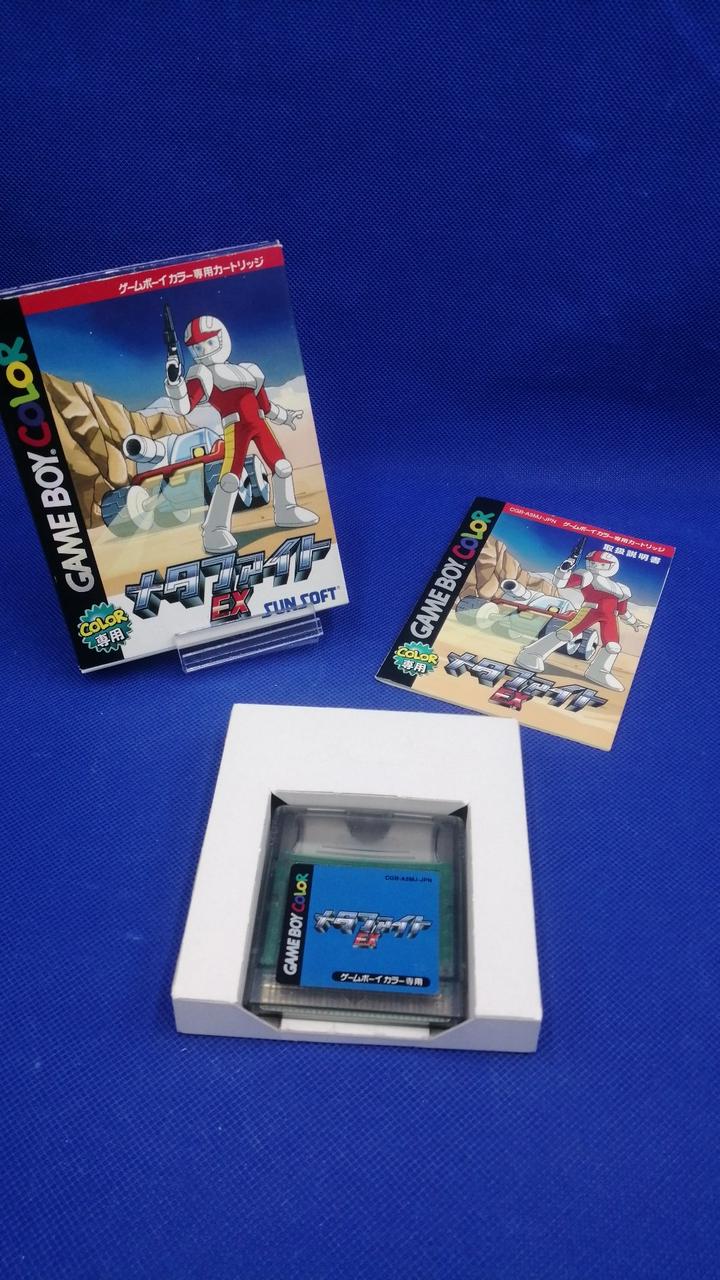 ゲームボーイカラー専用カートリッジ
GAME BOY COLOR
メタファイト
EX
SUNSOFT®
COLOR
専用
CGB-A5MJ-JPN ゲームボーイカラー専用カートリッジ
取扱説明書
GAME BOY COLOR
COLOR
専用
メタファイト
EX
CGB-A5MJ-JPN
GAME BOY COLOR
メタファイト
EX
ゲームボーイカラー専用